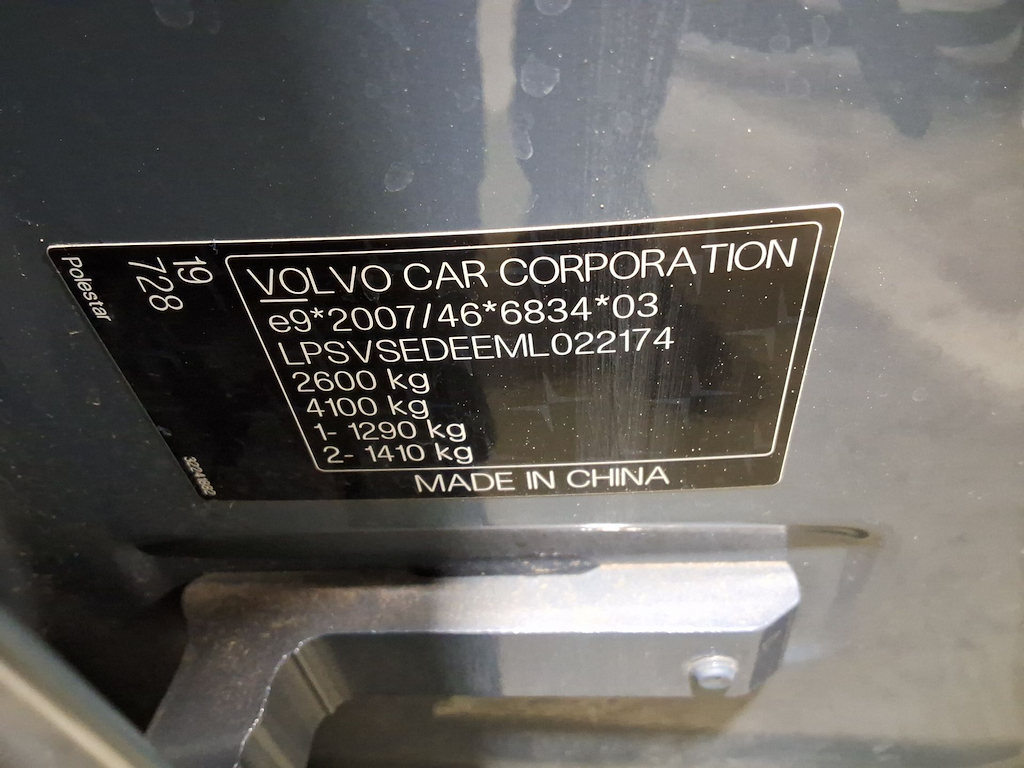 VOLVO CAR CORPORATION
e9*2007/46*6834*03
LPSVSEDEEML022174
2600 kg
4100 kg
1- 1290 kg
2- 1410 kg
MADE IN CHINA
19
728
Polestar